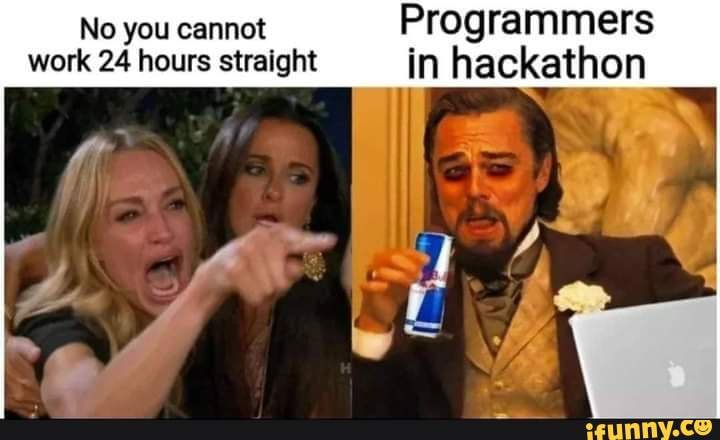 No you cannot
work 24 hours straight
Programmers
in hackathon
ifunny.co